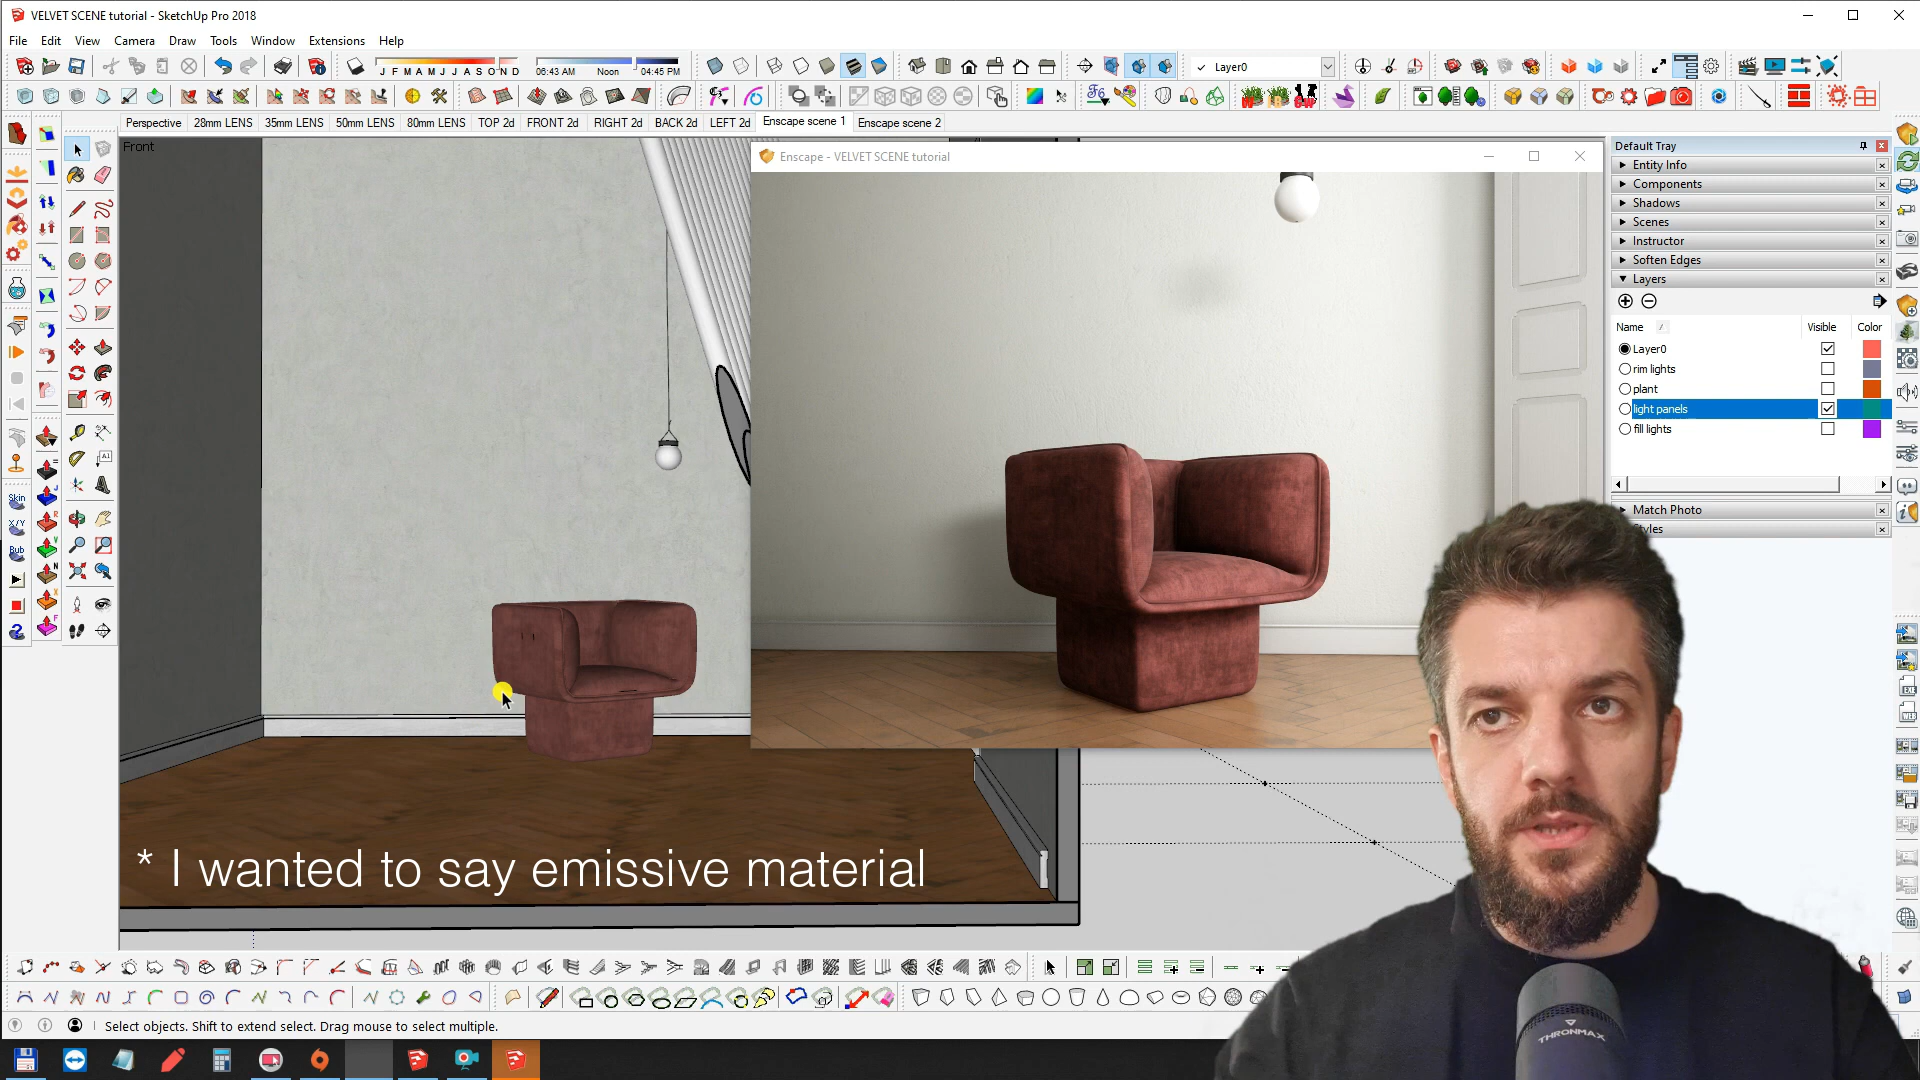 VELVET SCENE tutorial - SketchUp Pro 2018
File Edit View Camera Draw Tools Window Extensions Help
J F M A M J J A S O N D 06:43 AM Noon 04:45 PM Layer0
Perspective 28mm LENS 35mm LENS 50mm LENS 80mm LENS TOP 2d FRONT 2d RIGHT 2d BACK 2d LEFT 2d Enscape scene 1 Enscape scene 2
Front
Enscape - VELVET SCENE tutorial
Default Tray
Entity Info
Components
Shadows
Scenes
Instructor
Soften Edges
Layers
Name Visible Color
Layer0
rim lights
plant
light panels
fill lights
Match Photo
Skin
X/Y
Bub
A1
* I wanted to say emissive material
THRONMAX
Select objects. Shift to extend select. Drag mouse to select multiple.